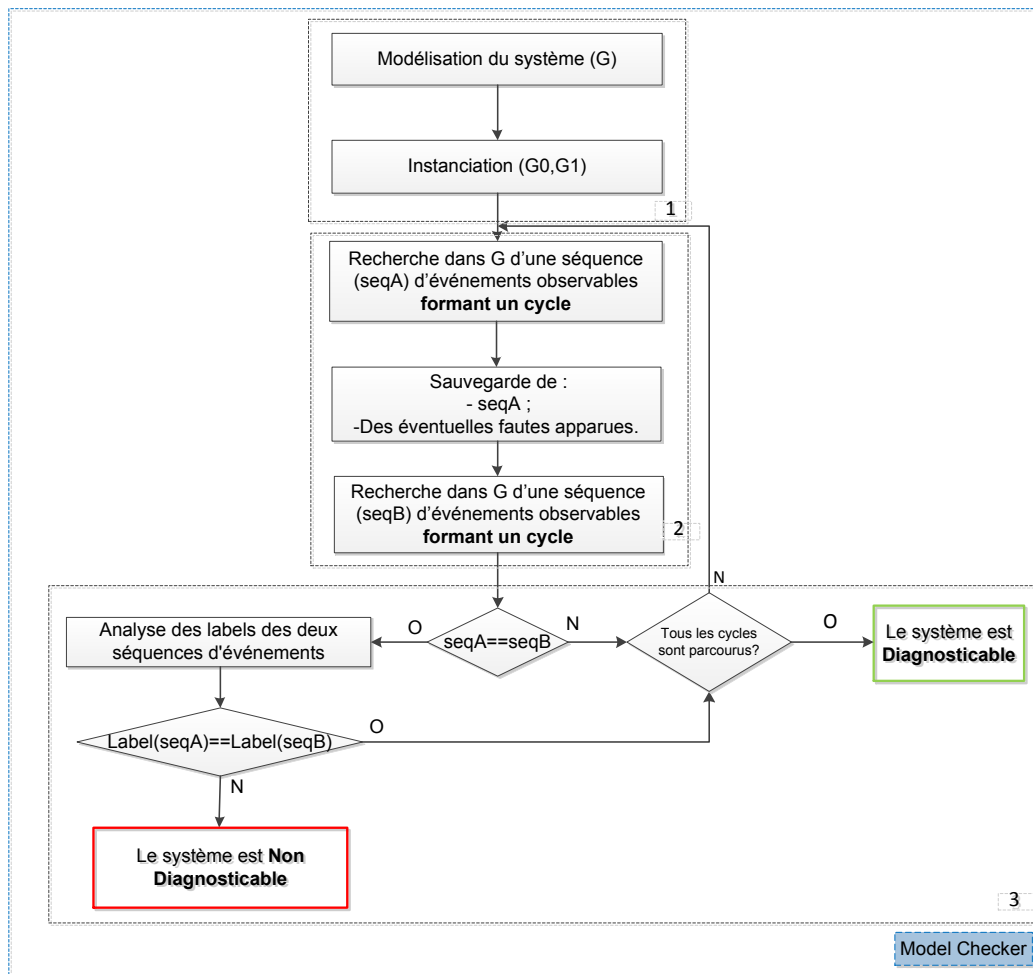 Modélisation du système (G)
Instanciation (G0,G1)
1
Recherche dans G d’une séquence
(seqA) d’événements observables
formant un cycle
Sauvegarde de :
- seqA ;
-Des éventuelles fautes apparues.
Recherche dans G d’une séquence
(seqB) d’événements observables
formant un cycle
2
N
Analyse des labels des deux
séquences d'événements
O
seqA==seqB
N
Tous les cycles
sont parcourus?
O
Le système est
Diagnosticable
Label(seqA)==Label(seqB)
O
N
Le système est Non
Diagnosticable
3
Model Checker